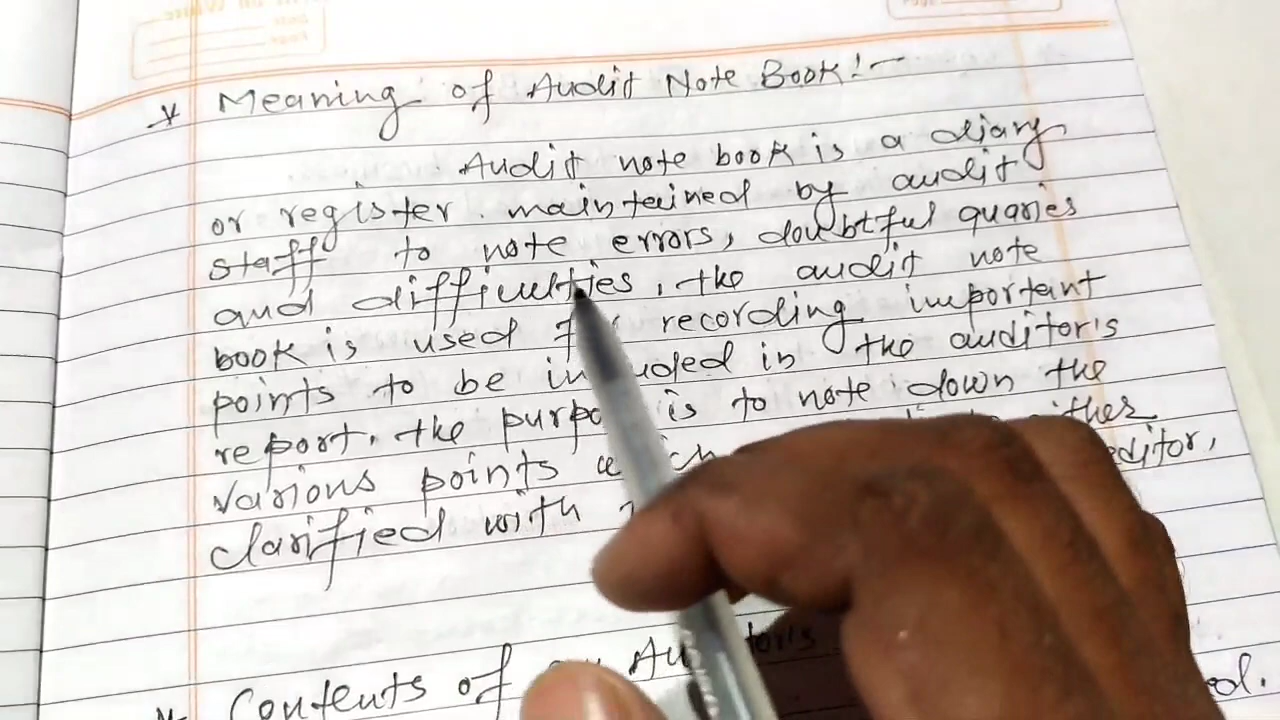 * Meaning of Audit Note Book:-
Audit note book is a diary
or register. maintained by audit
staff to note errors, doubtful quaries
and difficulties, the audit note
book is used recording important
points to be in the auditor's
report. the is to note down the
various points
clarified with
Contents of